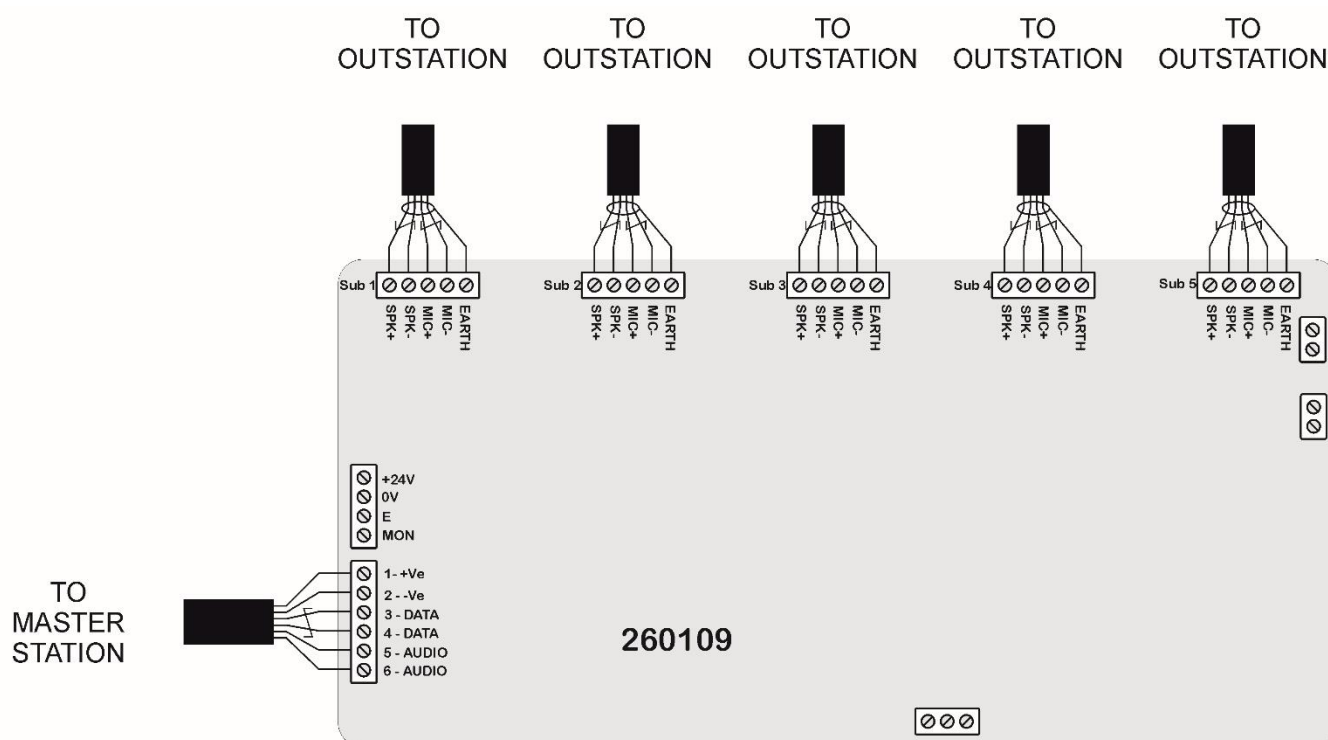 TO
OUTSTATION
TO
OUTSTATION
TO
OUTSTATION
TO
OUTSTATION
TO
OUTSTATION
Sub 1
SPK+
SPK-
MIC+
MIC-
EARTH
Sub 2
SPK+
SPK-
MIC+
MIC-
EARTH
Sub 3
SPK+
SPK-
MIC+
MIC-
EARTH
Sub 4
SPK+
SPK-
MIC+
MIC-
EARTH
Sub 5
SPK+
SPK-
MIC+
MIC-
EARTH
+24V
0V
E
MON
TO
MASTER
STATION
1- +Ve
2 - -Ve
3 - DATA
4 - DATA
5 - AUDIO
6 - AUDIO
260109